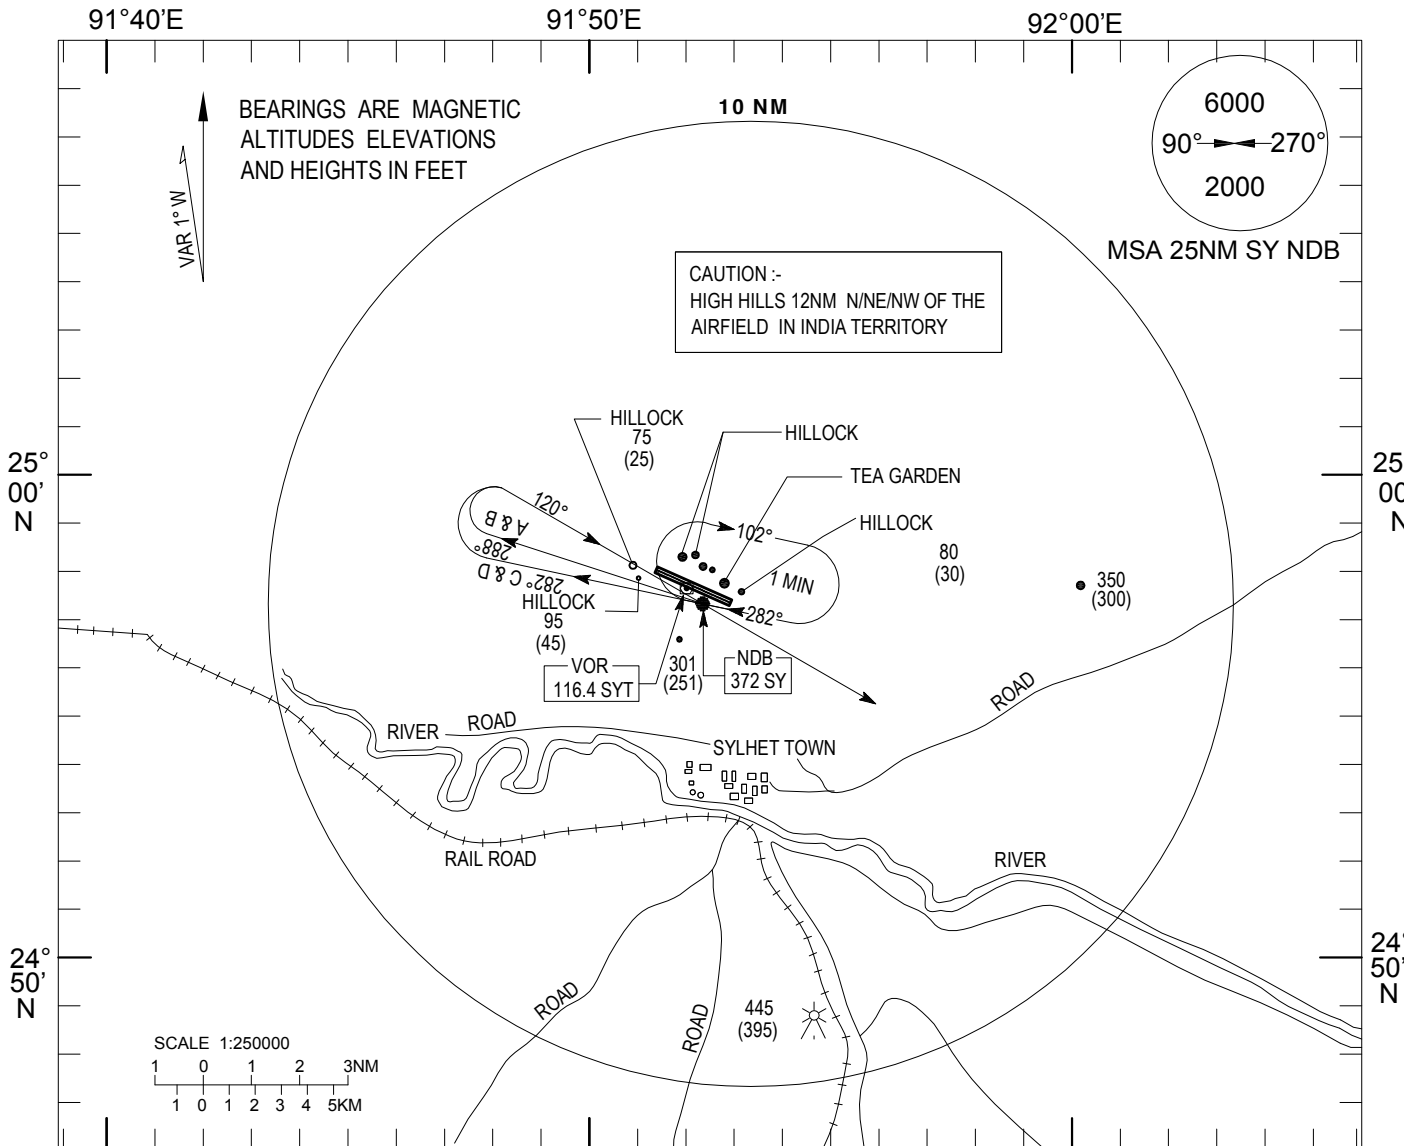 91°40'E
91°50'E
92°00'E
BEARINGS ARE MAGNETIC
ALTITUDES ELEVATIONS
AND HEIGHTS IN FEET
VAR 1° W
10 NM
6000
90°
270°
2000
MSA 25NM SY NDB
CAUTION :-
HIGH HILLS 12NM N/NE/NW OF THE
AIRFIELD IN INDIA TERRITORY
HILLOCK
75
(25)
HILLOCK
TEA GARDEN
HILLOCK
25°
00'
N
25
00
N
120°
A & B
288°
282° C & D
102°
1 MIN
282°
80
(30)
350
(300)
HILLOCK
95
(45)
VOR
116.4 SYT
301
(251)
NDB
372 SY
ROAD
RIVER
ROAD
SYLHET TOWN
RAIL ROAD
RIVER
24°
50'
N
24°
50'
N
ROAD
ROAD
445
(395)
SCALE 1:250000
1 0 1 2 3NM
1 0 1 2 3 4 5KM